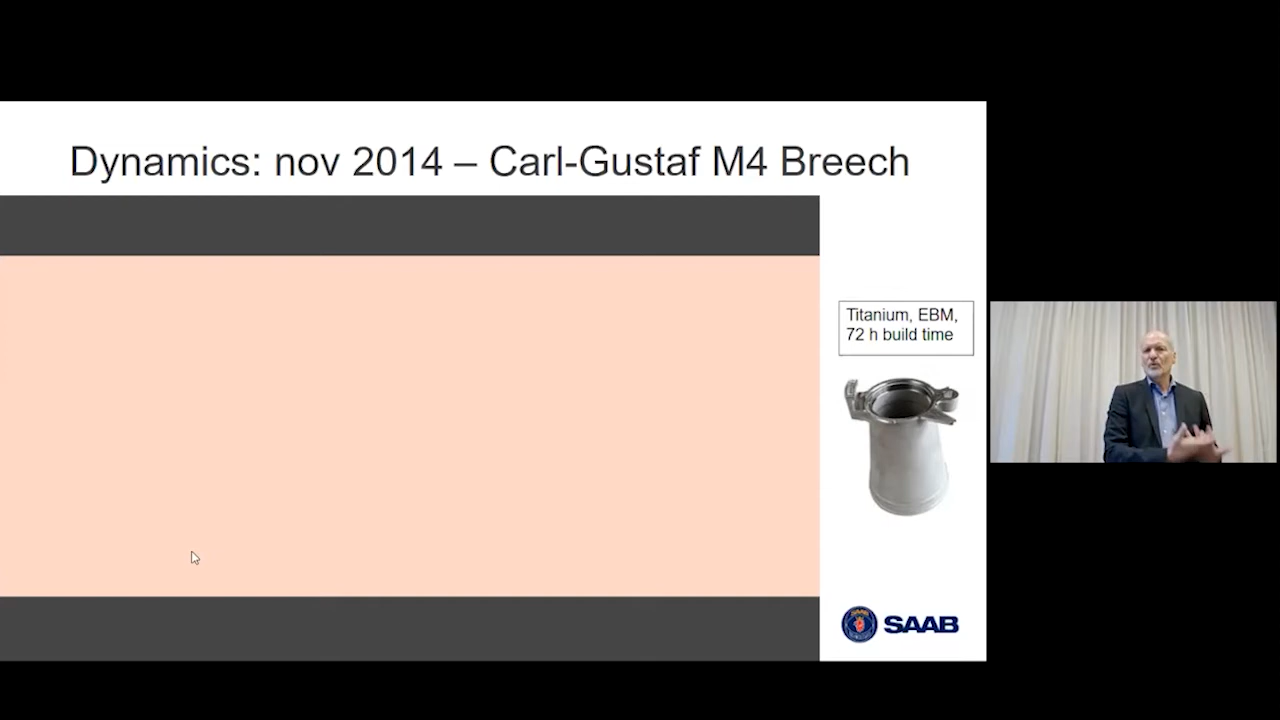 Dynamics: nov 2014 – Carl-Gustaf M4 Breech
Titanium, EBM,
72 h build time
SAAB